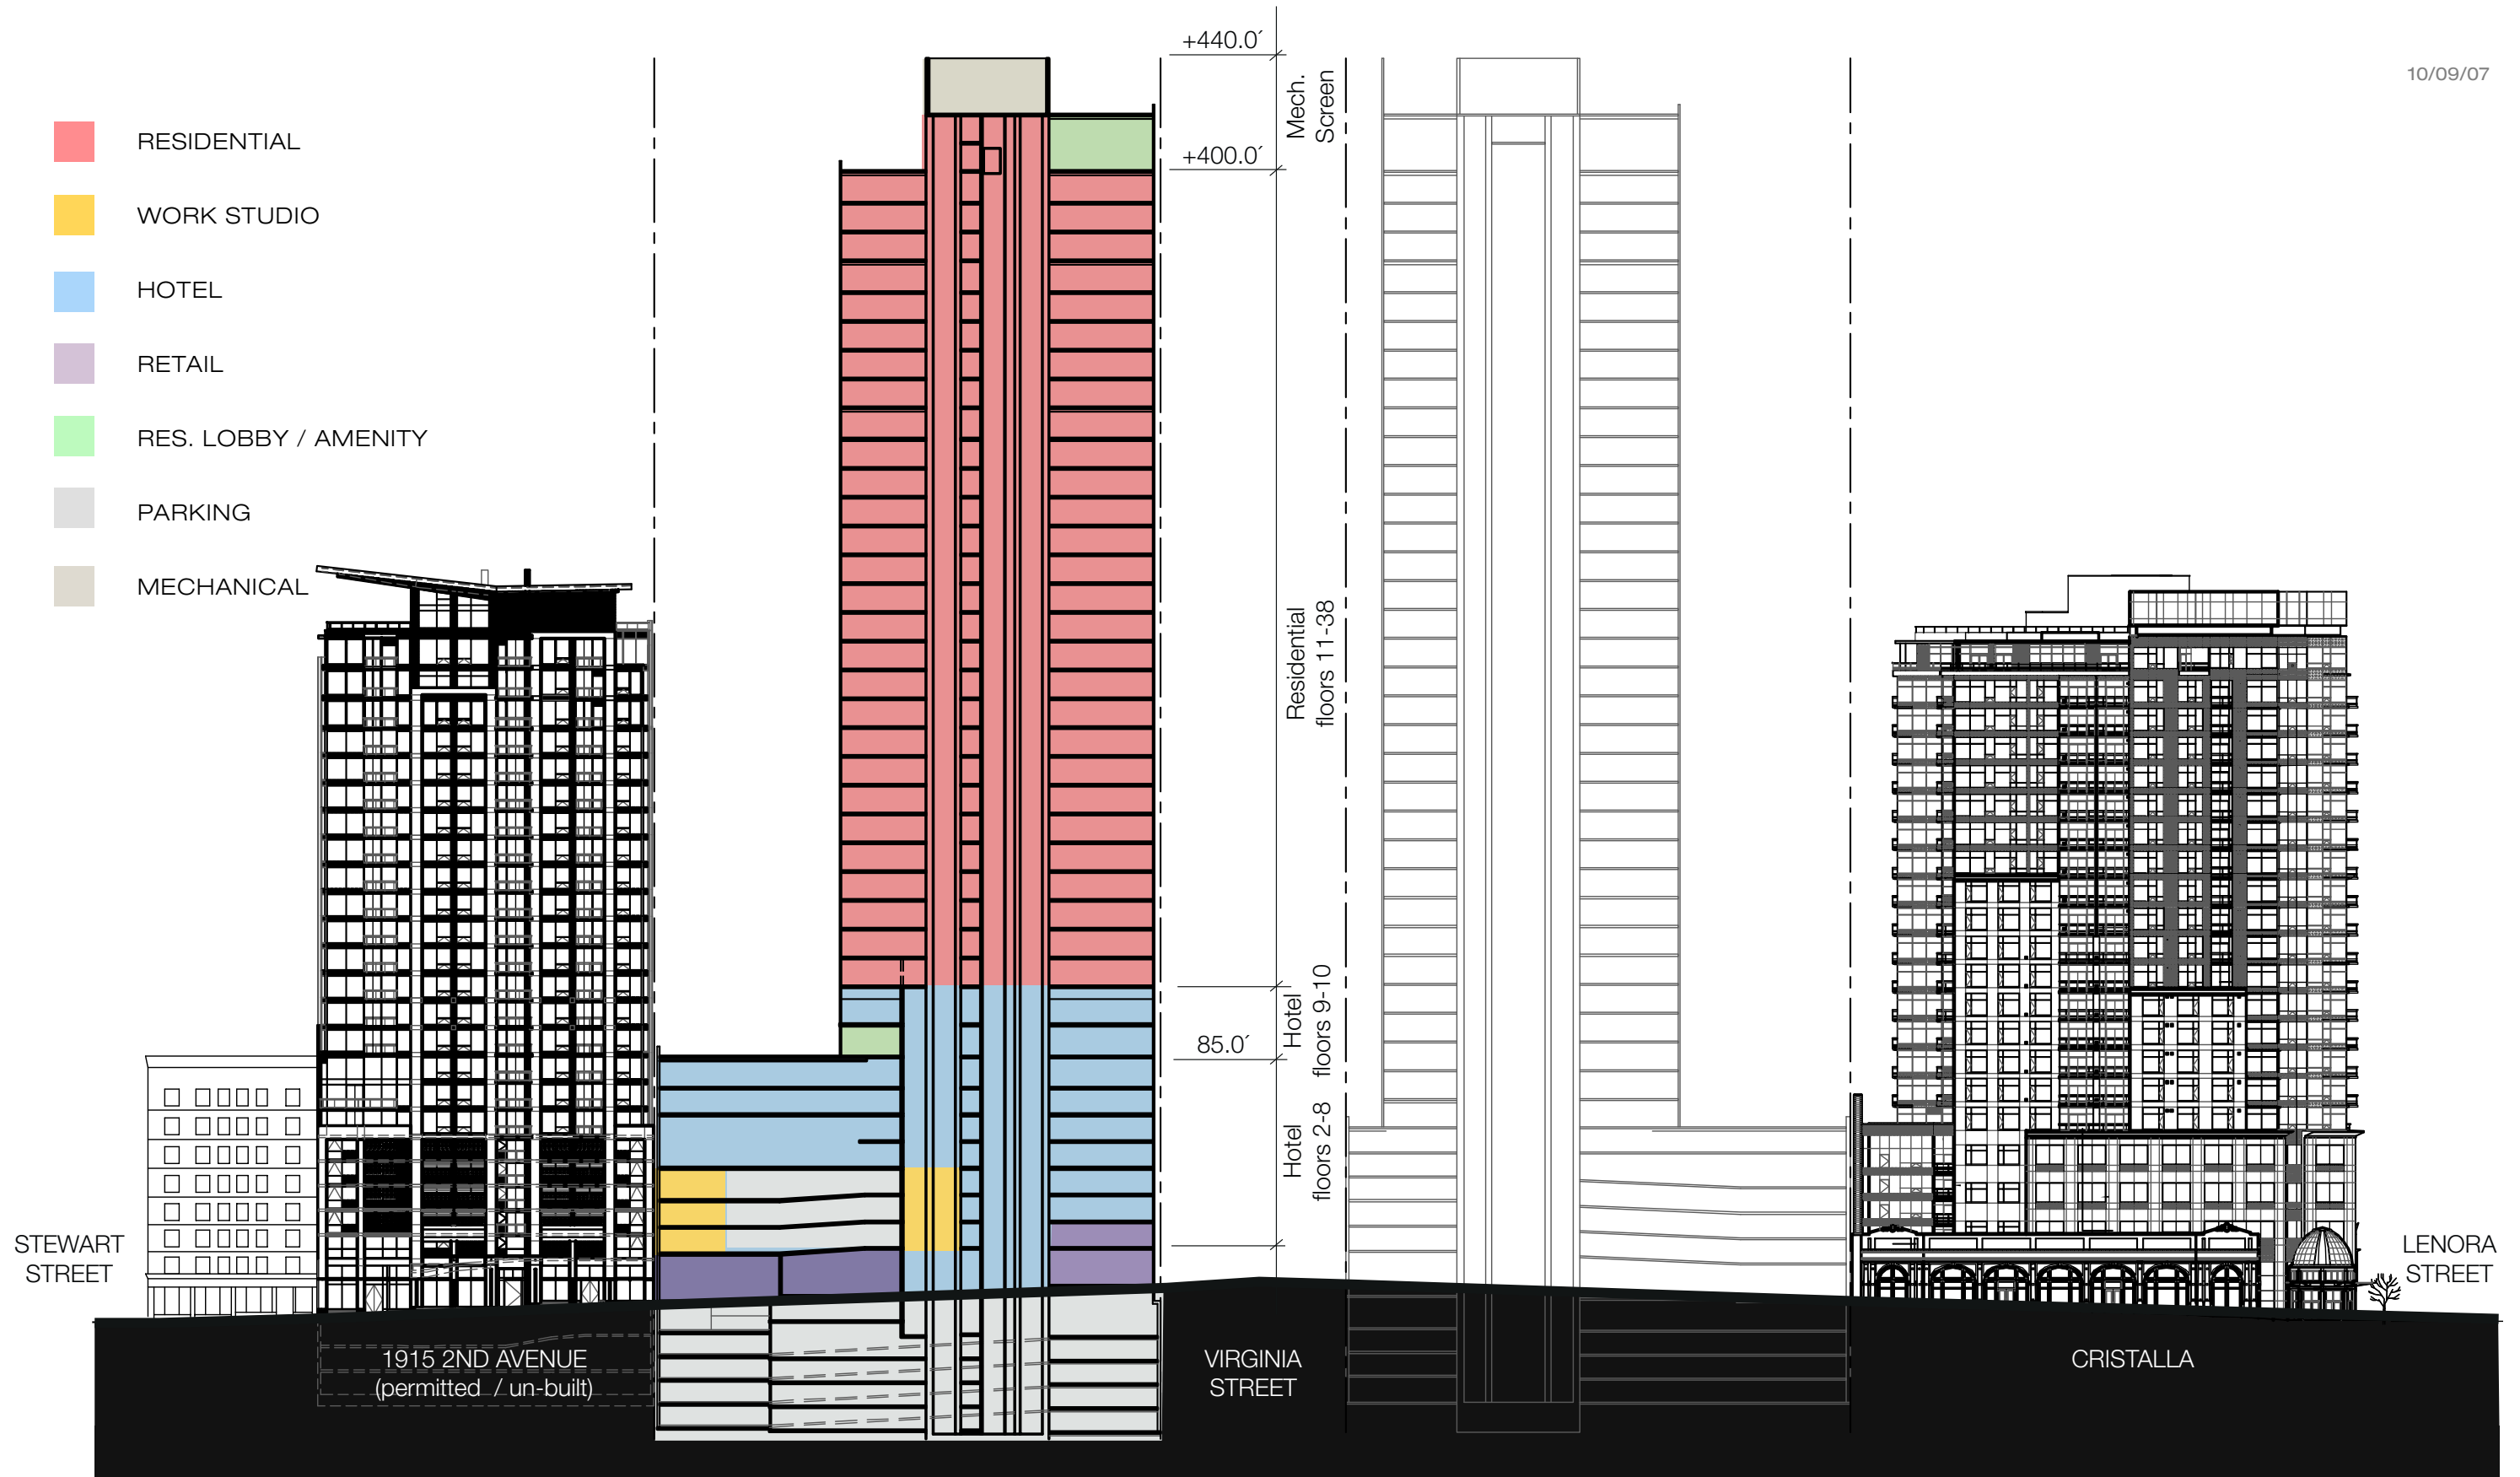 10/09/07
RESIDENTIAL
WORK STUDIO
HOTEL
RETAIL
RES. LOBBY / AMENITY
PARKING
MECHANICAL
+440.0´
Mech.
Screen
+400.0´
Residential
floors 11-38
Hotel
floors 9-10
85.0´
Hotel
floors 2-8
STEWART
STREET
1915 2ND AVENUE
(permitted / un-built)
VIRGINIA
STREET
CRISTALLA
LENORA
STREET